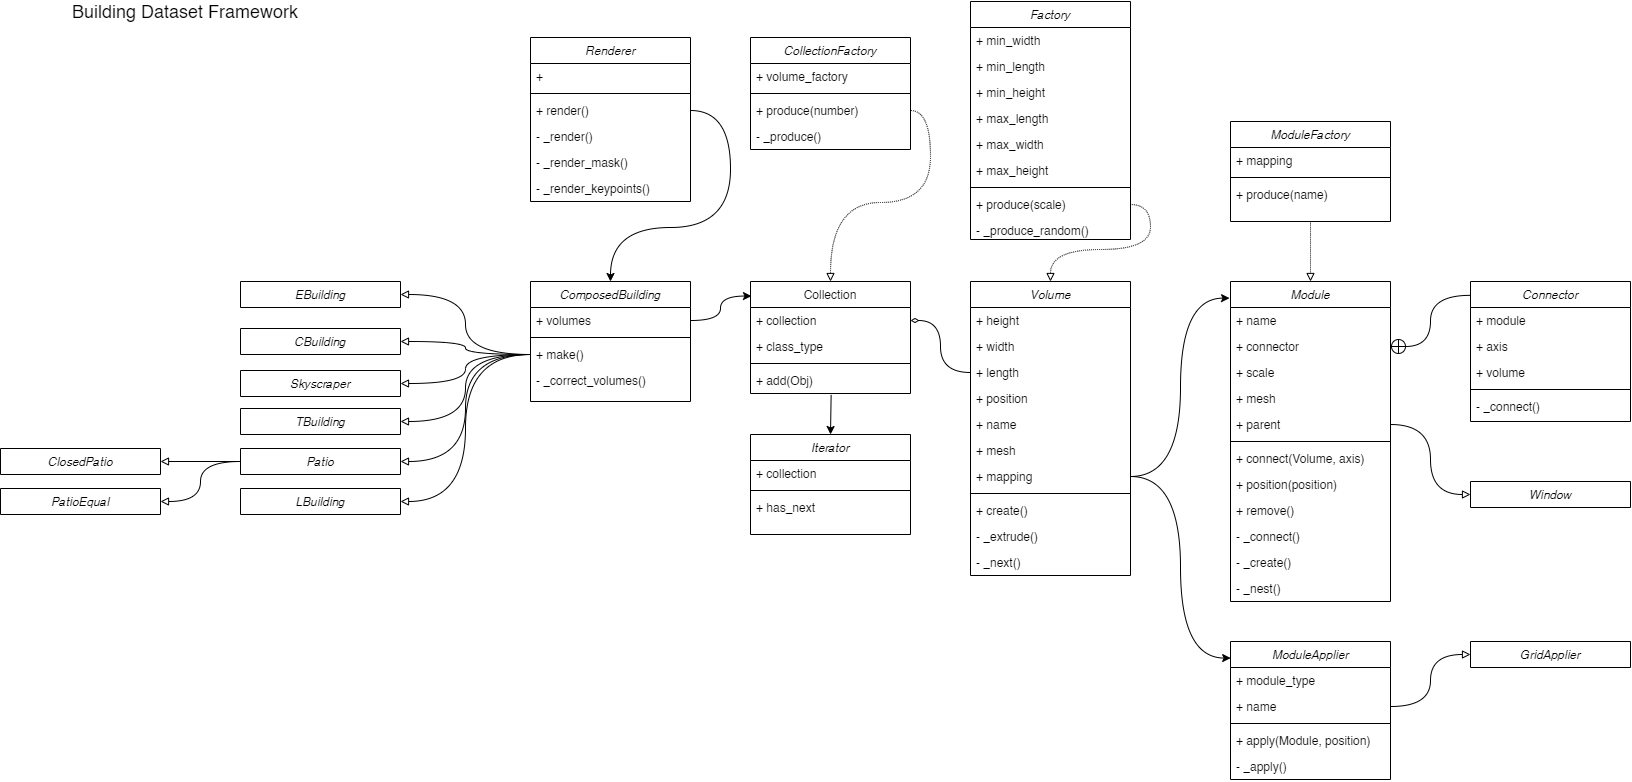 Building Dataset Framework
Renderer
+
+ render()
- _render()
- _render_mask()
- _render_keypoints()
CollectionFactory
+ volume_factory
+ produce(number)
- _produce()
Factory
+ min_width
+ min_length
+ min_height
+ max_length
+ max_width
+ max_height
+ produce(scale)
- _produce_random()
ModuleFactory
+ mapping
+ produce(name)
EBuilding
CBuilding
Skyscraper
TBuilding
ClosedPatio
Patio
PatioEqual
LBuilding
ComposedBuilding
+ volumes
+ make()
- _correct_volumes()
Collection
+ collection
+ class_type
+ add(Obj)
Iterator
+ collection
+ has_next
Volume
+ height
+ width
+ length
+ position
+ name
+ mesh
+ mapping
+ create()
- _extrude()
- _next()
Module
+ name
+ connector
+ scale
+ mesh
+ parent
+ connect(Volume, axis)
+ position(position)
+ remove()
- _connect()
- _create()
- _nest()
Connector
+ module
+ axis
+ volume
- _connect()
Window
ModuleApplier
+ module_type
+ name
+ apply(Module, position)
- _apply()
GridApplier